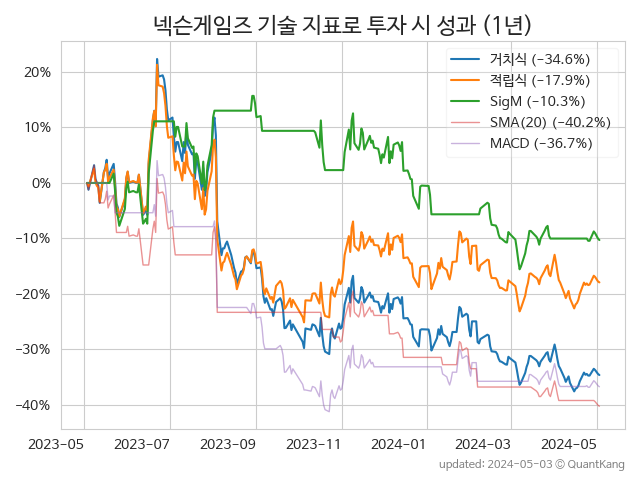 넥슨게임즈 기술 지표로 투자 시 성과 (1년)
거치식 (−34.6%)
적립식 (−17.9%)
SigM (−10.3%)
SMA(20) (−40.2%)
MACD (−36.7%)
20%
10%
0%
−10%
−20%
−30%
−40%
2023−05 2023−07 2023−09 2023−11 2024−01 2024−03 2024−05
updated: 2024-05-03 ⓒ QuantKang